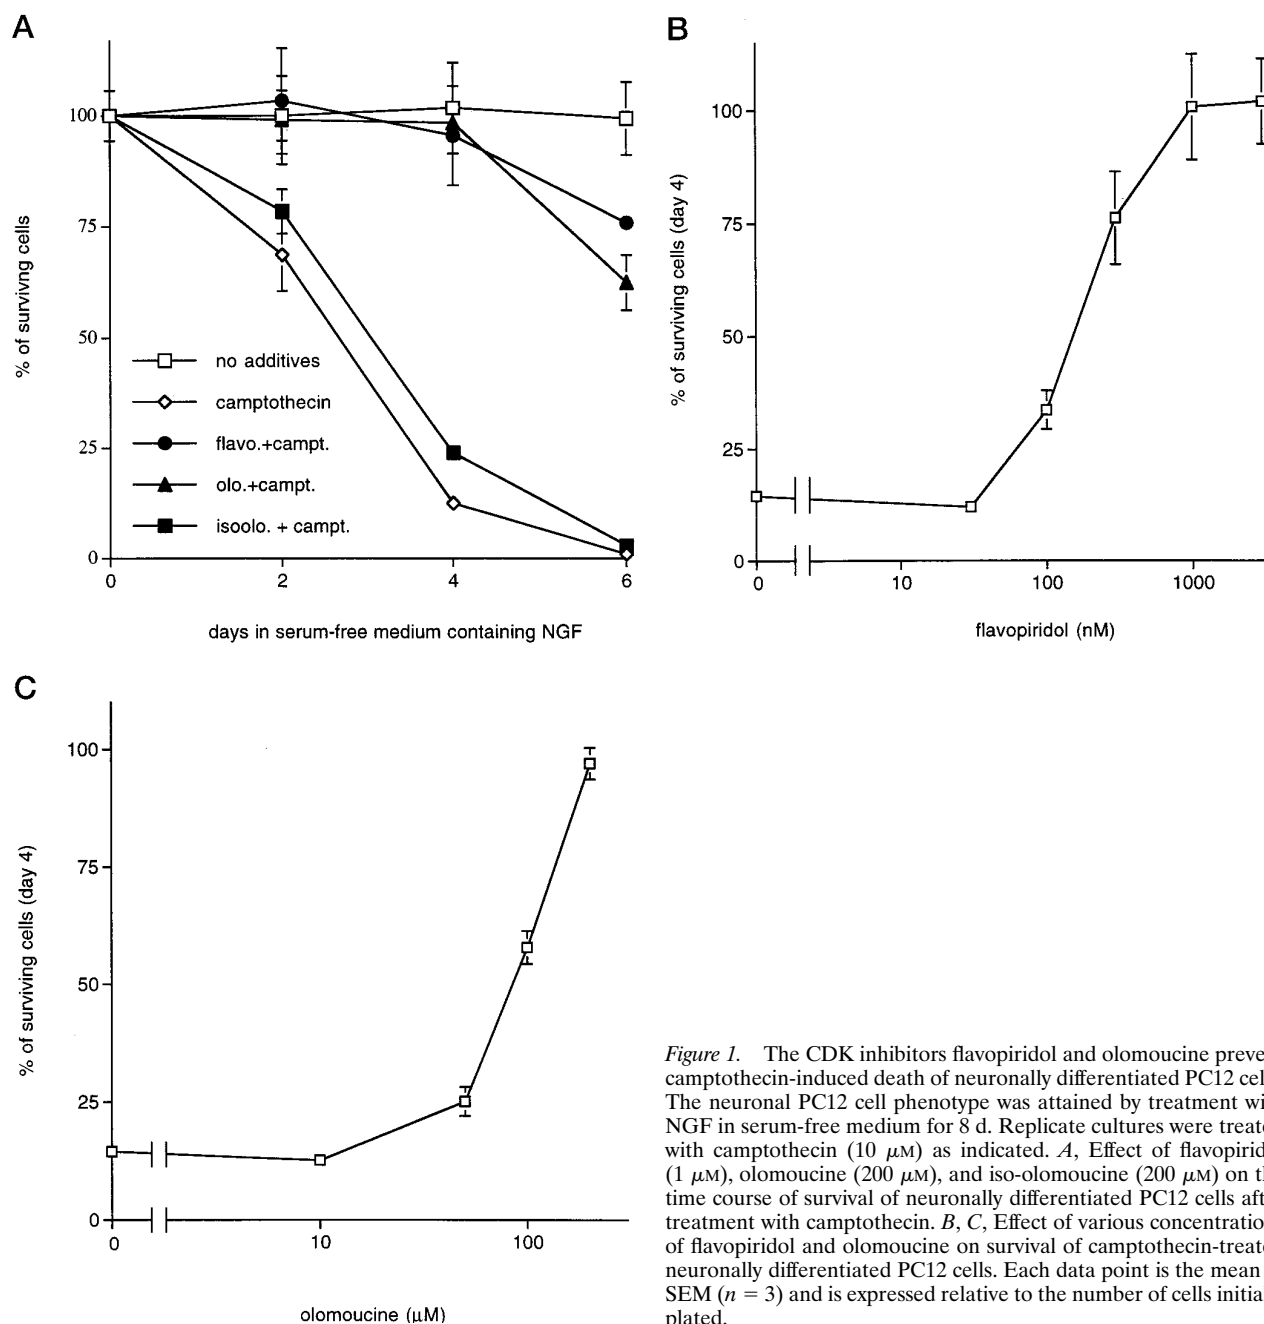 A
100
75
50
25
0
% of survivng cells
no additives
camptothecin
flavo.+campt.
olo.+campt.
isoolo. + campt.
0 2 4 6
days in serum-free medium containing NGF
B
100
75
50
25
0
% of surviving cells (day 4)
0 10 100 1000
flavopiridol (nM)
C
100
75
50
25
0
% of surviving cells (day 4)
0 10 100
olomoucine (µM)
Figure 1. The CDK inhibitors flavopiridol and olomoucine preve
camptothecin-induced death of neuronally differentiated PC12 cel
The neuronal PC12 cell phenotype was attained by treatment wi
NGF in serum-free medium for 8 d. Replicate cultures were treate
with camptothecin (10 µM) as indicated. A, Effect of flavopirid
(1 µM), olomoucine (200 µM), and iso-olomoucine (200 µM) on th
time course of survival of neuronally differentiated PC12 cells aft
treatment with camptothecin. B, C, Effect of various concentration
of flavopiridol and olomoucine on survival of camptothecin-treate
neuronally differentiated PC12 cells. Each data point is the mean
SEM (n = 3) and is expressed relative to the number of cells initia
plated.